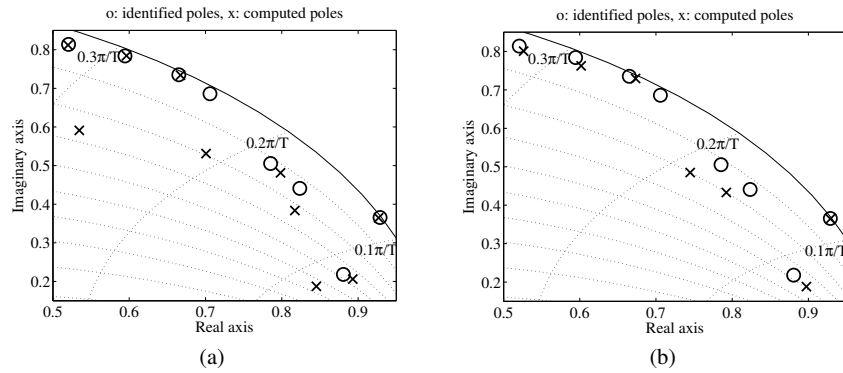 o: identified poles, x: computed poles
0.8
0.7
0.6
0.5
0.4
0.3
0.2
Imaginary axis
0.3π/T
0.2π/T
0.1π/T
0.5 0.6 0.7 0.8 0.9
Real axis
(a)
o: identified poles, x: computed poles
0.8
0.7
0.6
0.5
0.4
0.3
0.2
Imaginary axis
0.3π/T
0.2π/T
0.1π/T
0.5 0.6 0.7 0.8 0.9
Real axis
(b)